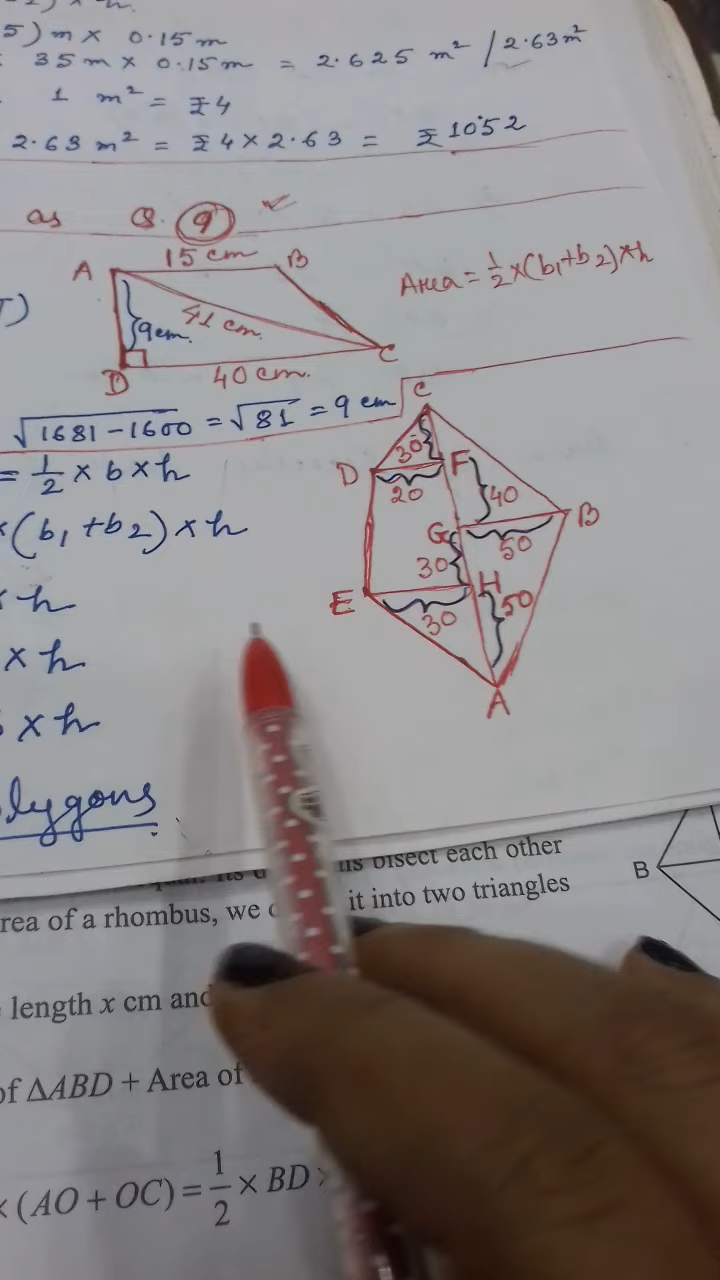 5) m × 0.15 m
35 m × 0.15 m = 2.625 m² / 2.63 m²
1 m² = ₹4
2.63 m² = ₹4 × 2.63 = ₹10.52
as Q. 9
15 cm
A B
41 cm.
9cm.
D C
40 cm.
Area = 1/2 × (b₁+b₂) × h
√1681 - 1600 = √81 = 9 cm
= 1/2 × b × h
× (b₁ + b₂) × h
× h
× h
× h
lygons
C
30
D F
20 40
G B
50
30
E H
30 50
A
us bisect each other
rea of a rhombus, we it into two triangles
B
length x cm and
of ΔABD + Area of
× (AO + OC) = 1/2 × BD